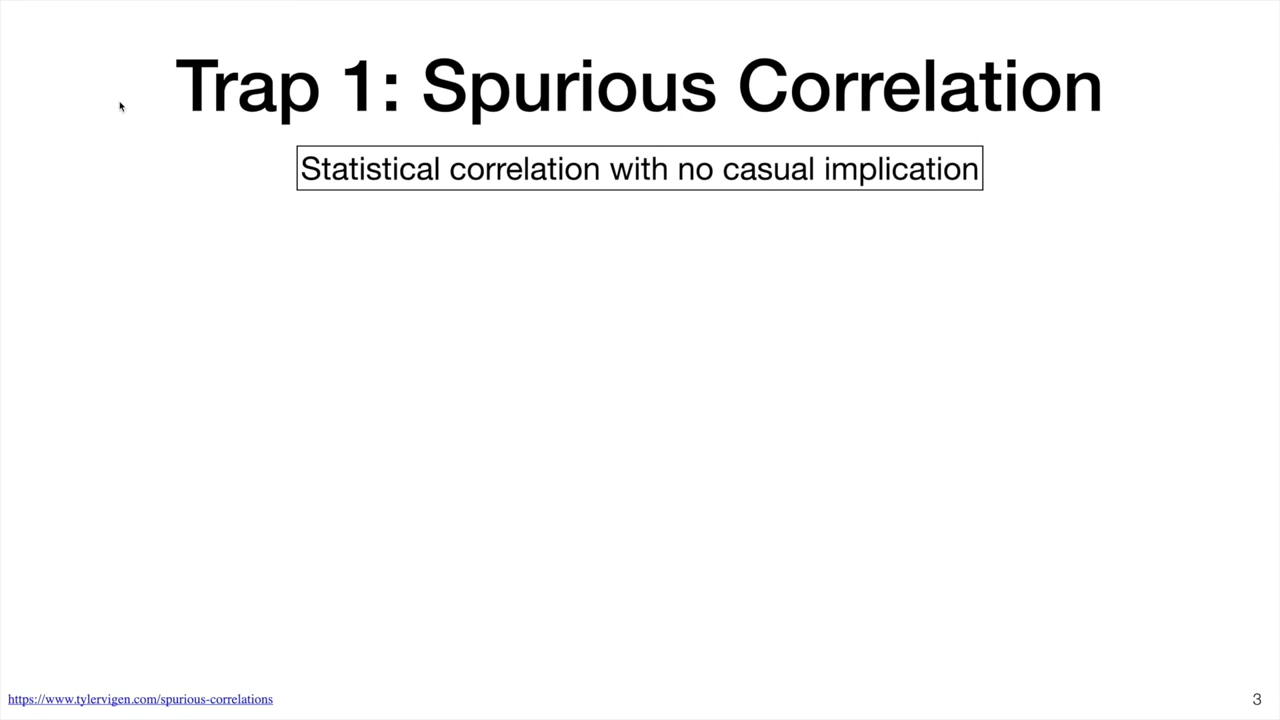 Trap 1: Spurious Correlation
Statistical correlation with no casual implication
https://www.tylervigen.com/spurious-correlations
3